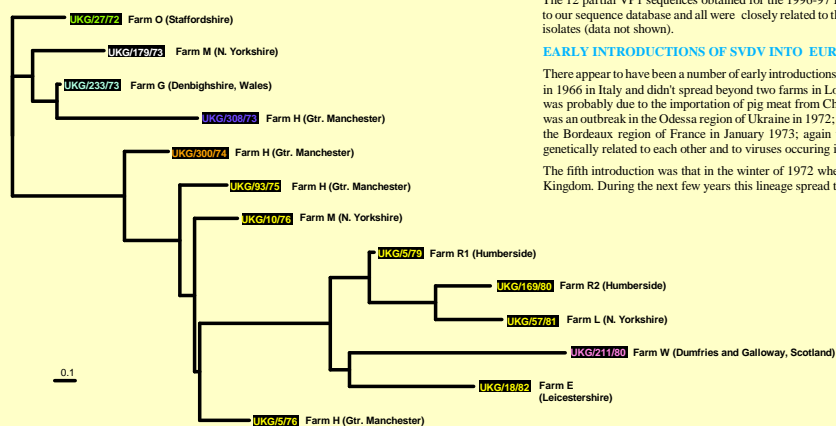 UKG/27/72 Farm O (Staffordshire)
UKG/179/73 Farm M (N. Yorkshire)
UKG/233/73 Farm G (Denbighshire, Wales)
UKG/308/73 Farm H (Gtr. Manchester)
UKG/300/74 Farm H (Gtr. Manchester)
UKG/93/75 Farm H (Gtr. Manchester)
UKG/10/76 Farm M (N. Yorkshire)
UKG/5/79 Farm R1 (Humberside)
UKG/169/80 Farm R2 (Humberside)
UKG/57/81 Farm L (N. Yorkshire)
UKG/211/80 Farm W (Dumfries and Galloway, Scotland)
UKG/18/82 Farm E
(Leicestershire)
UKG/5/76 Farm H (Gtr. Manchester)
0.1
The 12 partial VP1 sequences obtained for the 1996-97
to our sequence database and all were closely related to th
isolates (data not shown).
EARLY INTRODUCTIONS OF SVDV INTO EUR
There appear to have been a number of early introductions
in 1966 in Italy and didn't spread beyond two farms in Lo
was probably due to the importation of pig meat from Ch
was an outbreak in the Odessa region of Ukraine in 1972;
the Bordeaux region of France in January 1973; again
genetically related to each other and to viruses occuring i
The fifth introduction was that in the winter of 1972 whe
Kingdom. During the next few years this lineage spread t